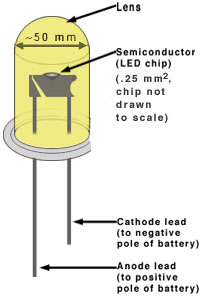 Lens
~50 mm
Semiconductor
(LED chip)
(.25 mm²,
chip not
drawn
to scale)
Cathode lead
(to negative
pole of battery)
Anode lead
(to positive
pole of battery)